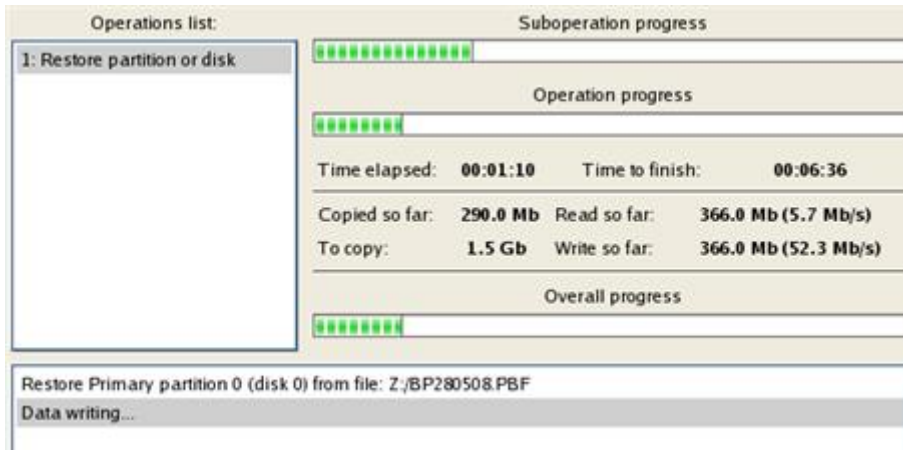 Operations list:
1: Restore partition or disk
Suboperation progress
Operation progress
Time elapsed: 00:01:10 Time to finish: 00:06:36
Copied so far: 290.0 Mb Read so far: 366.0 Mb (5.7 Mb/s)
To copy: 1.5 Gb Write so far: 366.0 Mb (52.3 Mb/s)
Overall progress
Restore Primary partition 0 (disk 0) from file: Z:/BP280508.PBF
Data writing...